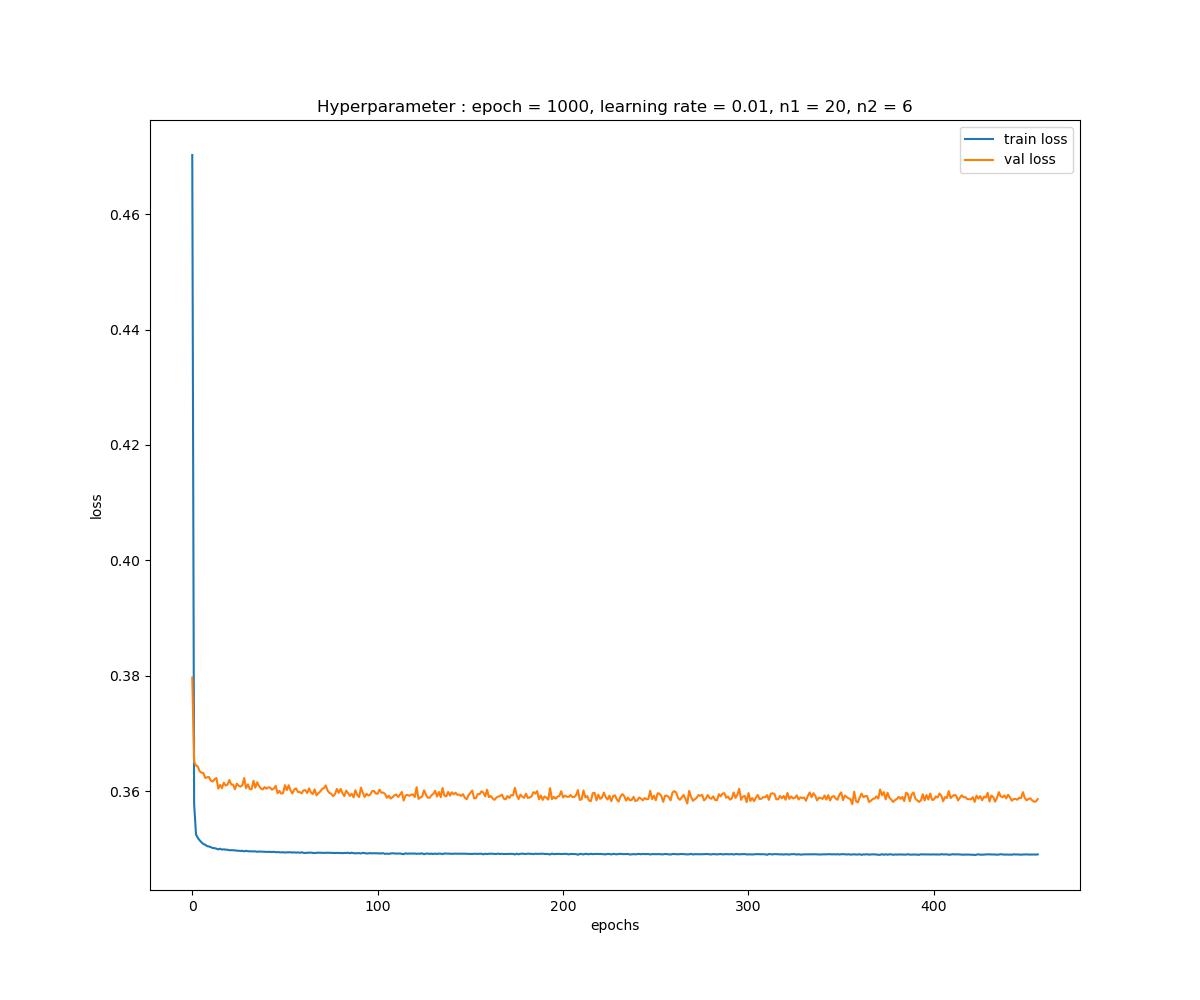 Hyperparameter : epoch = 1000, learning rate = 0.01, n1 = 20, n2 = 6
train loss
val loss
0.46
0.44
0.42
0.40
0.38
0.36
loss
0
100
200
300
400
epochs